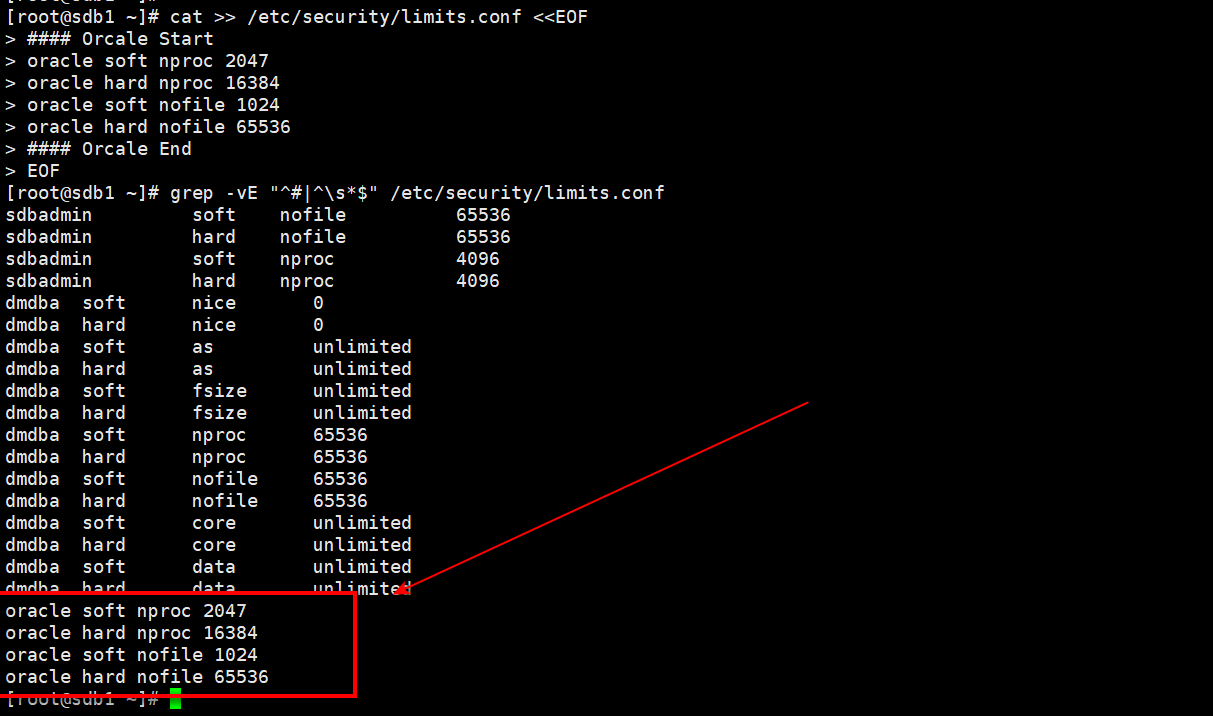 [root@sdb1 ~]# cat >> /etc/security/limits.conf <<EOF
> #### Orcale Start
> oracle soft nproc 2047
> oracle hard nproc 16384
> oracle soft nofile 1024
> oracle hard nofile 65536
> #### Orcale End
> EOF
[root@sdb1 ~]# grep -vE "^#|^\s*$" /etc/security/limits.conf
sdbadmin soft nofile 65536
sdbadmin hard nofile 65536
sdbadmin soft nproc 4096
sdbadmin hard nproc 4096
dmdba soft nice 0
dmdba hard nice 0
dmdba soft as unlimited
dmdba hard as unlimited
dmdba soft fsize unlimited
dmdba hard fsize unlimited
dmdba soft nproc 65536
dmdba hard nproc 65536
dmdba soft nofile 65536
dmdba hard nofile 65536
dmdba soft core unlimited
dmdba hard core unlimited
dmdba soft data unlimited
dmdba hard data unlimited
oracle soft nproc 2047
oracle hard nproc 16384
oracle soft nofile 1024
oracle hard nofile 65536
[root@sdb1 ~]#